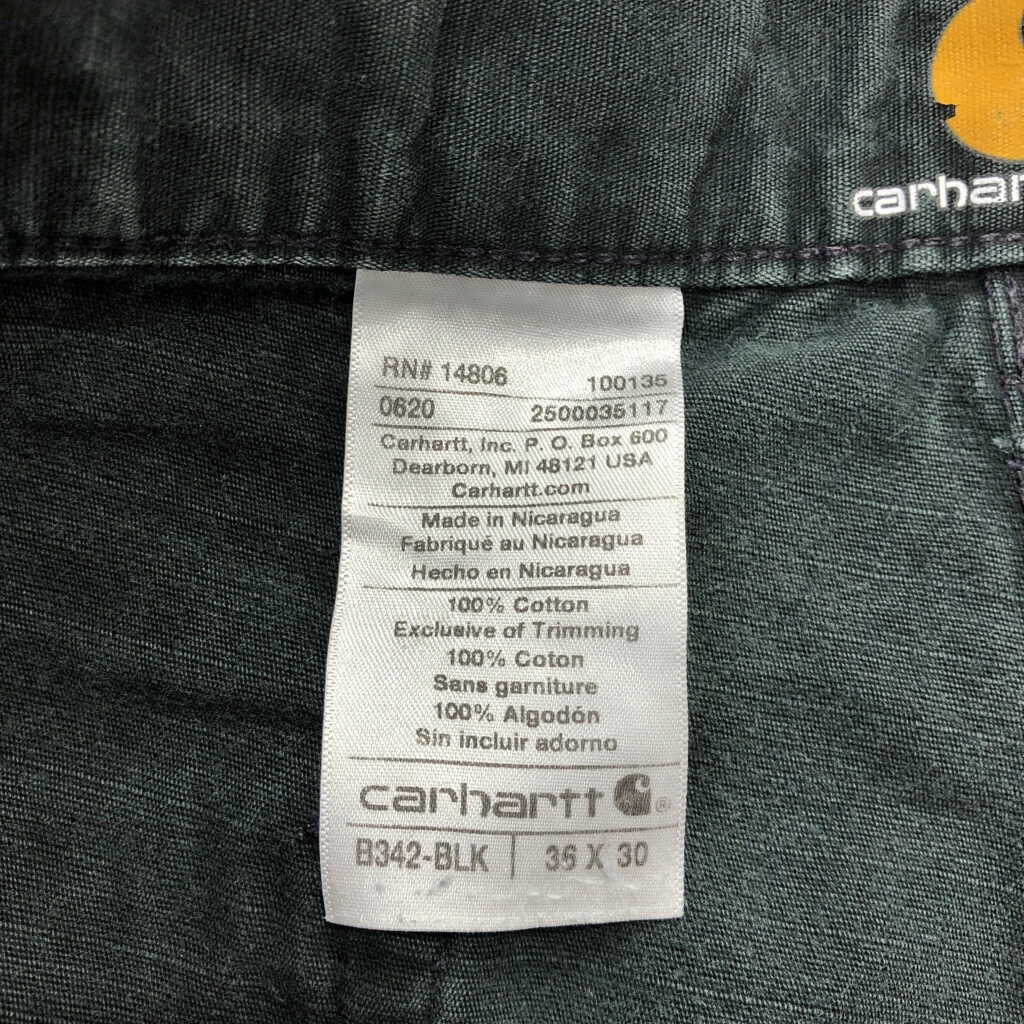 carhar
RN# 14806 100135
0620 2500035117
Carhartt, Inc. P. O. Box 600
Dearborn, MI 48121 USA
Carhartt.com
Made in Nicaragua
Fabriqué au Nicaragua
Hecho en Nicaragua
100% Cotton
Exclusive of Trimming
100% Coton
Sans garniture
100% Algodón
Sin incluir adorno
carhartt ®
B342-BLK | 36 X 30